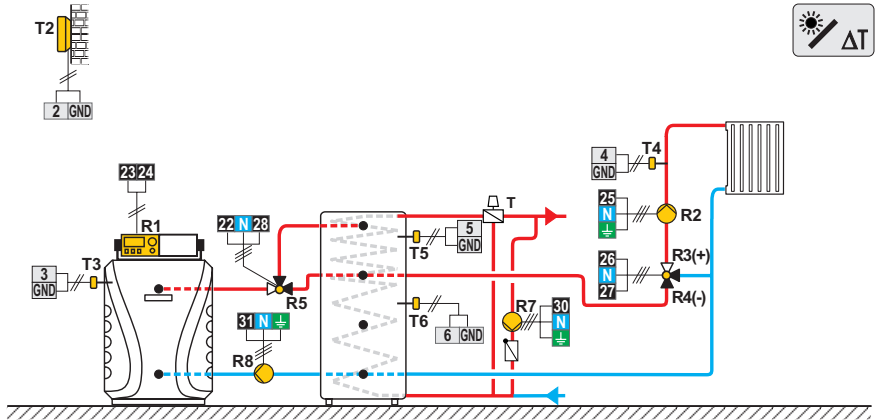 T2
2 GND
ΔT
23 24
R1
3
GND
T3
22 N 28
R5
31 N
R8
5
GND
T5
T6
6 GND
T
R7
30
N
4
GND
T4
25
N
R2
26
N
27
R3(+)
R4(-)